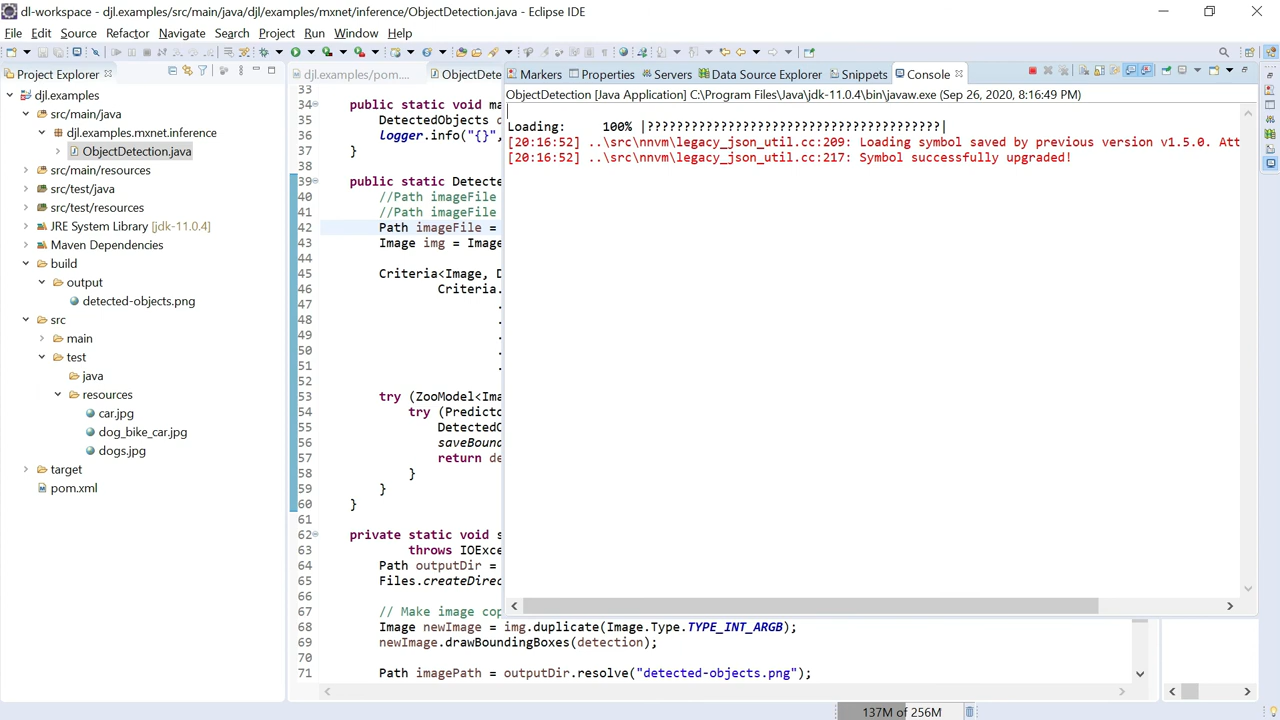 dl-workspace - djl.examples/src/main/java/djl/examples/mxnet/inference/ObjectDetection.java - Eclipse IDE
File Edit Source Refactor Navigate Search Project Run Window Help
Project Explorer
djl.examples/pom....
ObjectDete
Markers
Properties
Servers
Data Source Explorer
Snippets
Console
djl.examples
src/main/java
djl.examples.mxnet.inference
ObjectDetection.java
src/main/resources
src/test/java
src/test/resources
JRE System Library [jdk-11.0.4]
Maven Dependencies
build
output
detected-objects.png
src
main
test
java
resources
car.jpg
dog_bike_car.jpg
dogs.jpg
target
pom.xml
33
34 public static void ma
35 DetectedObjects
36 logger.info("{}",
37 }
38
39 public static Detecte
40 //Path imageFile
41 //Path imageFile
42 Path imageFile =
43 Image img = Image
44
45 Criteria<Image, D
46 Criteria.
47 .
48 .
49 .
50 .
51 .
52
53 try (ZooModel<Ima
54 try (Predicto
55 DetectedO
56 saveBound
57 return de
58 }
59 }
60 }
61
62 private static void s
63 throws IOExce
64 Path outputDir =
65 Files.createDirec
66
67 // Make image cop
68 Image newImage = img.duplicate(Image.Type.TYPE_INT_ARGB);
69 newImage.drawBoundingBoxes(detection);
70
71 Path imagePath = outputDir.resolve("detected-objects.png");
ObjectDetection [Java Application] C:\Program Files\Java\jdk-11.0.4\bin\javaw.exe (Sep 26, 2020, 8:16:49 PM)
Loading: 100% |????????????????????????????????????????|
[20:16:52] ..\src\nnvm\legacy_json_util.cc:209: Loading symbol saved by previous version v1.5.0. Att
[20:16:52] ..\src\nnvm\legacy_json_util.cc:217: Symbol successfully upgraded!
137M of 256M